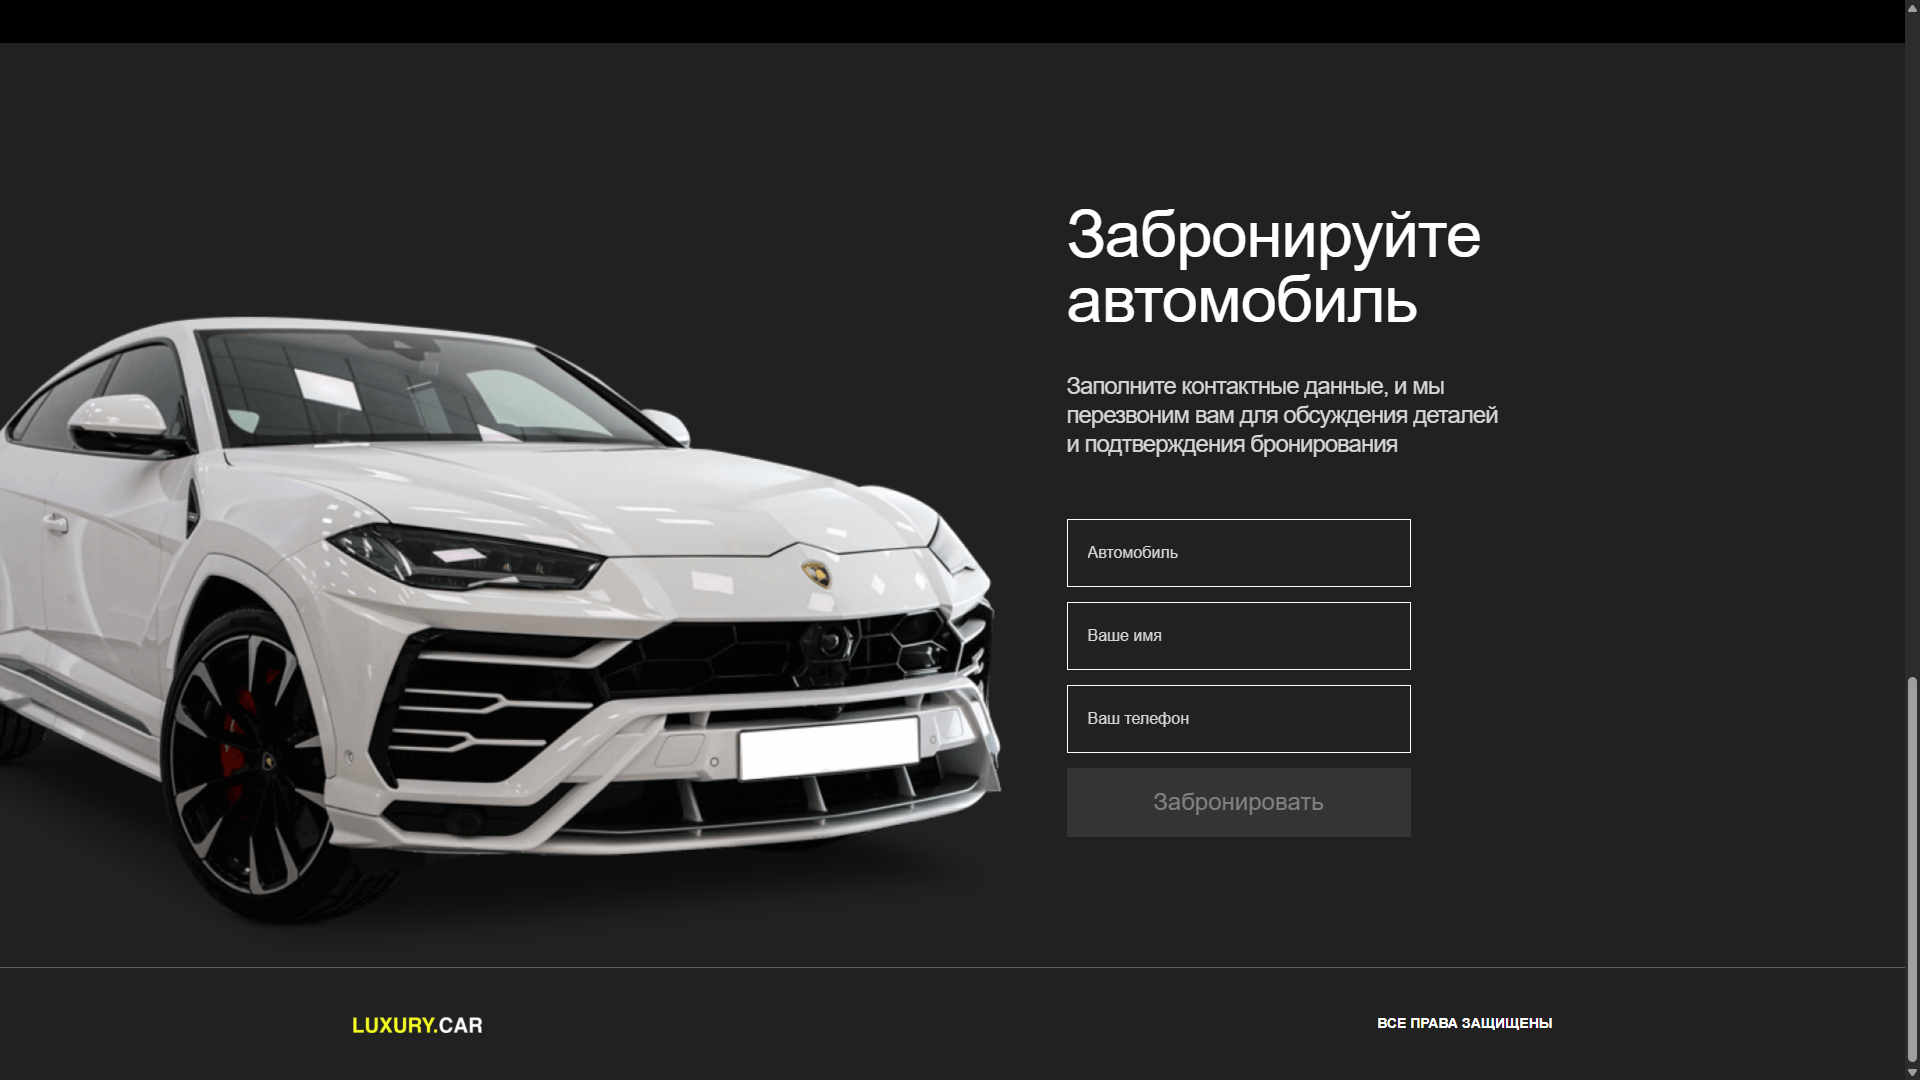 Забронируйте
автомобиль
Заполните контактные данные, и мы
перезвоним вам для обсуждения деталей
и подтверждения бронирования
Автомобиль
Ваше имя
Ваш телефон
Забронировать
LUXURY.CAR
ВСЕ ПРАВА ЗАЩИЩЕНЫ